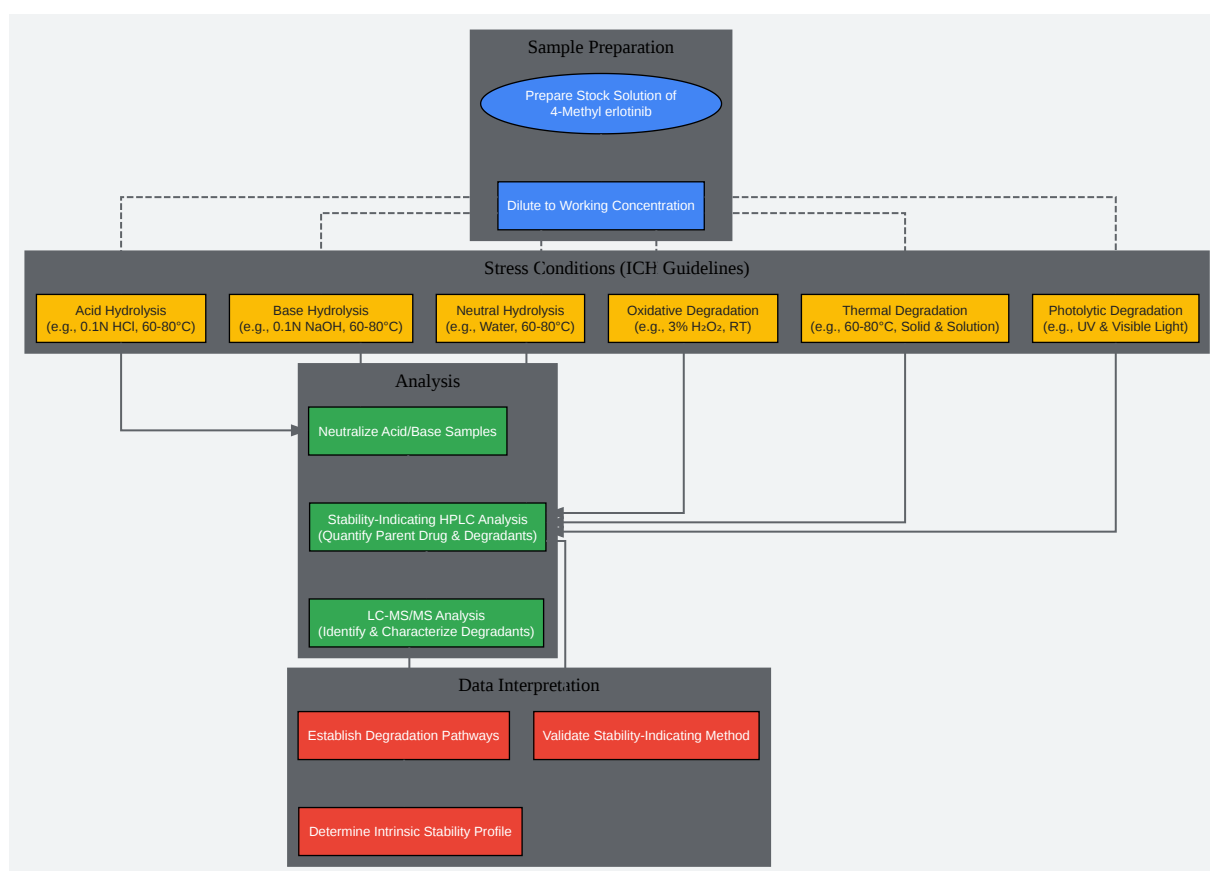 Sample Preparation
Prepare Stock Solution of
4-Methyl erlotinib
Dilute to Working Concentration
Stress Conditions (ICH Guidelines)
Acid Hydrolysis
(e.g., 0.1N HCl, 60-80°C)
Base Hydrolysis
(e.g., 0.1N NaOH, 60-80°C)
Neutral Hydrolysis
(e.g., Water, 60-80°C)
Oxidative Degradation
(e.g., 3% H₂O₂, RT)
Thermal Degradation
(e.g., 60-80°C, Solid & Solution)
Photolytic Degradation
(e.g., UV & Visible Light)
Analysis
Neutralize Acid/Base Samples
Stability-Indicating HPLC Analysis
(Quantify Parent Drug & Degradants)
LC-MS/MS Analysis
(Identify & Characterize Degradants)
Data Interpretation
Establish Degradation Pathways
Validate Stability-Indicating Method
Determine Intrinsic Stability Profile